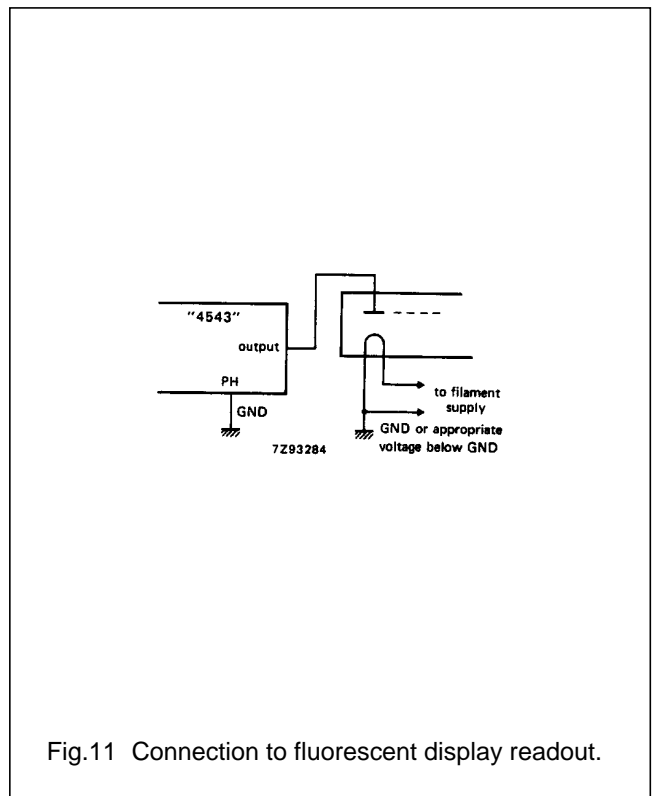 "4543"
output
PH
GND
to filament
supply
GND or appropriate
voltage below GND
7Z93284
Fig.11 Connection to fluorescent display readout.